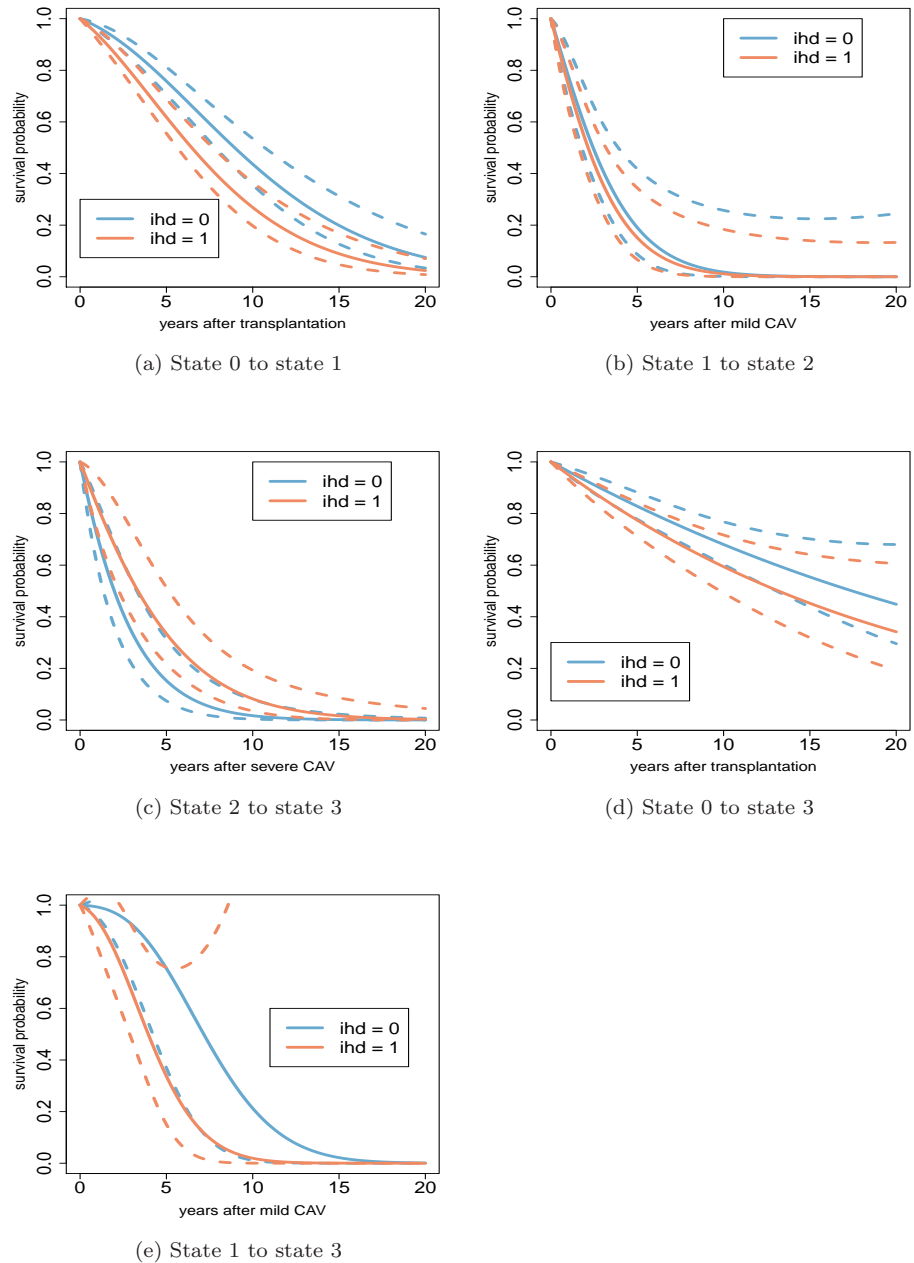 survival probability
1.0
0.8
0.6
0.4
0.2
0.0
ihd = 0
ihd = 1
0 5 10 15 20
years after transplantation
(a) State 0 to state 1
survival probability
1.0
0.8
0.6
0.4
0.2
0.0
ihd = 0
ihd = 1
0 5 10 15 20
years after mild CAV
(b) State 1 to state 2
survival probability
1.0
0.8
0.6
0.4
0.2
0.0
ihd = 0
ihd = 1
0 5 10 15 20
years after severe CAV
(c) State 2 to state 3
survival probability
1.0
0.8
0.6
0.4
0.2
0.0
ihd = 0
ihd = 1
0 5 10 15 20
years after transplantation
(d) State 0 to state 3
survival probability
1.0
0.8
0.6
0.4
0.2
0.0
ihd = 0
ihd = 1
0 5 10 15 20
years after mild CAV
(e) State 1 to state 3